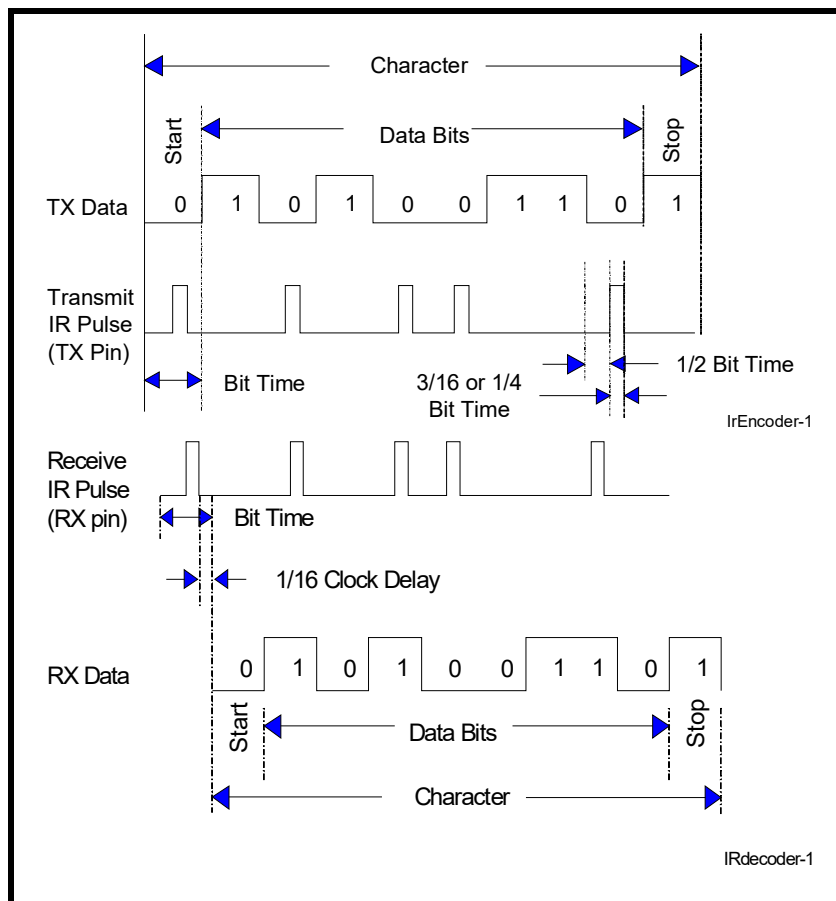 Character
Start
Data Bits
Stop
TX Data
0 1 0 1 0 0 1 1 0 1
Transmit
IR Pulse
(TX Pin)
Bit Time
3/16 or 1/4
Bit Time
1/2 Bit Time
IrEncoder-1
Receive
IR Pulse
(RX pin)
Bit Time
1/16 Clock Delay
RX Data
0 1 0 1 0 0 1 1 0 1
Start
Data Bits
Stop
Character
IRdecoder-1